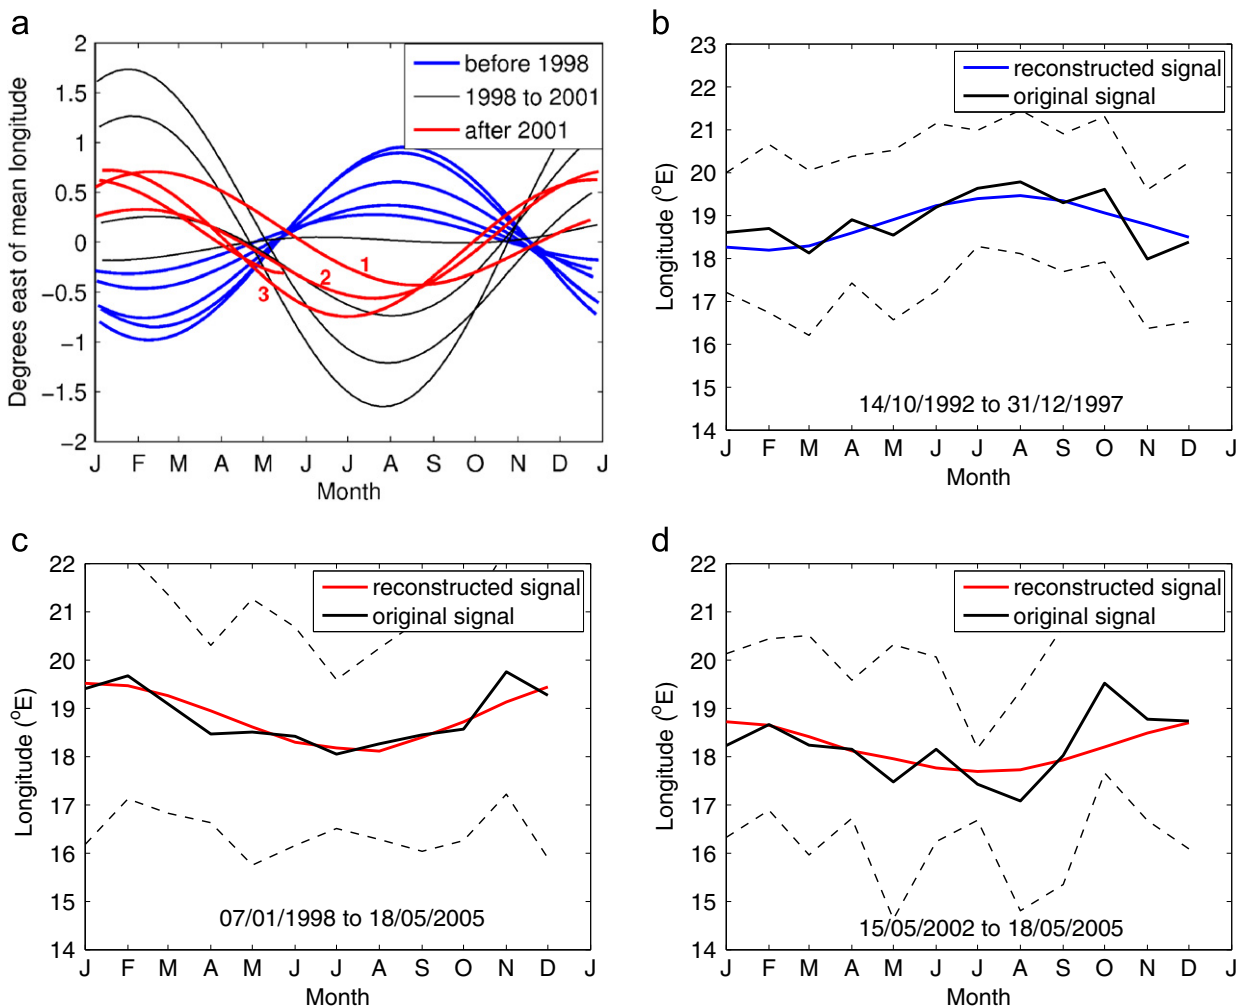 a
2
1.5
1
0.5
0
−0.5
−1
−1.5
−2
Degrees east of mean longitude
before 1998
1998 to 2001
after 2001
1
2
3
J F M A M J J A S O N D J
Month
b
23
22
21
20
19
18
17
16
15
14
Longitude (°E)
reconstructed signal
original signal
14/10/1992 to 31/12/1997
J F M A M J J A S O N D J
Month
c
22
21
20
19
18
17
16
15
14
Longitude (°E)
reconstructed signal
original signal
07/01/1998 to 18/05/2005
J F M A M J J A S O N D J
Month
d
22
21
20
19
18
17
16
15
14
Longitude (°E)
reconstructed signal
original signal
15/05/2002 to 18/05/2005
J F M A M J J A S O N D J
Month